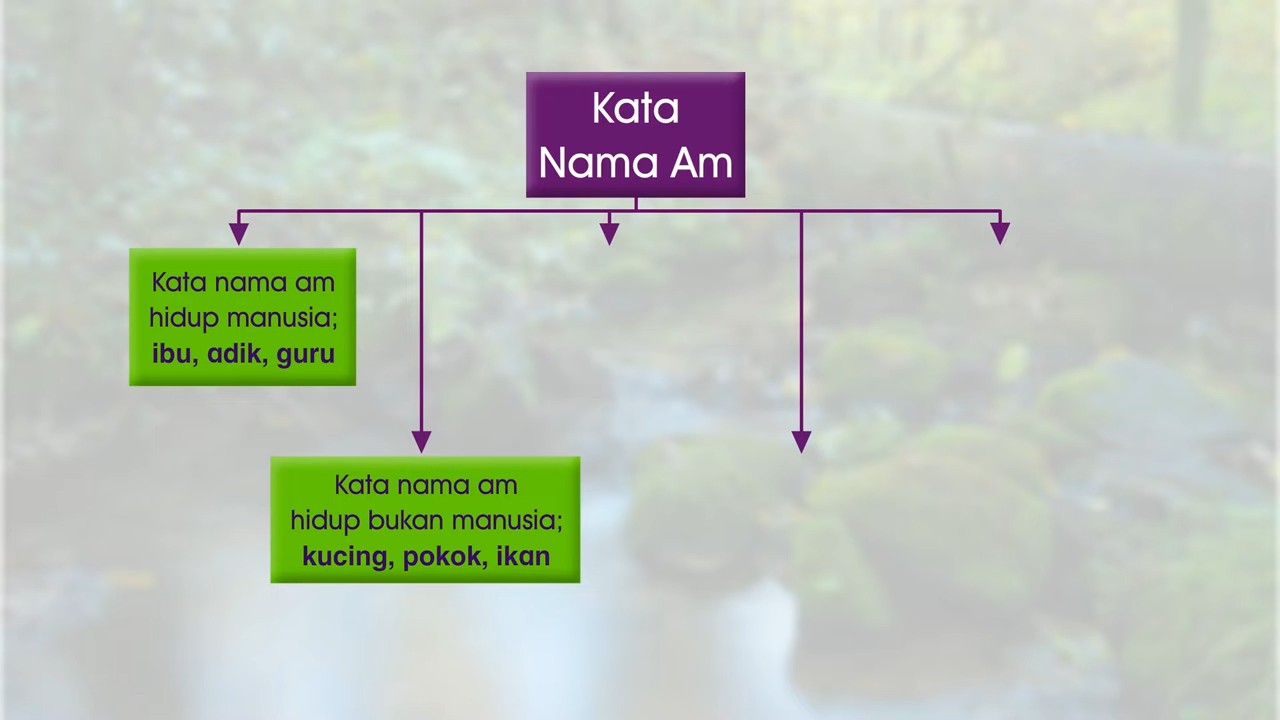 Kata
Nama Am
Kata nama am
hidup manusia;
ibu, adik, guru
Kata nama am
hidup bukan manusia;
kucing, pokok, ikan